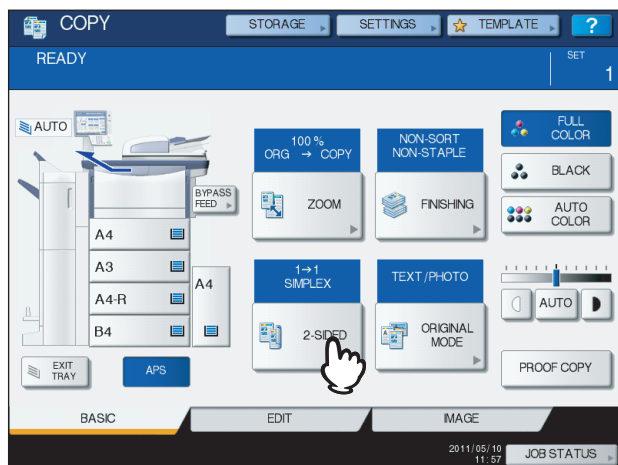 COPY
STORAGE
SETTINGS
TEMPLATE
?
READY
SET
1
AUTO
BYPASS
FEED
A4
A3
A4-R
B4
A4
EXIT
TRAY
APS
100 %
ORG → COPY
ZOOM
NON-SORT
NON-STAPLE
FINISHING
1→1
SIMPLEX
2-SIDED
TEXT/PHOTO
ORIGINAL
MODE
FULL
COLOR
BLACK
AUTO
COLOR
AUTO
PROOF COPY
BASIC
EDIT
IMAGE
2011/05/10
11:57
JOB STATUS